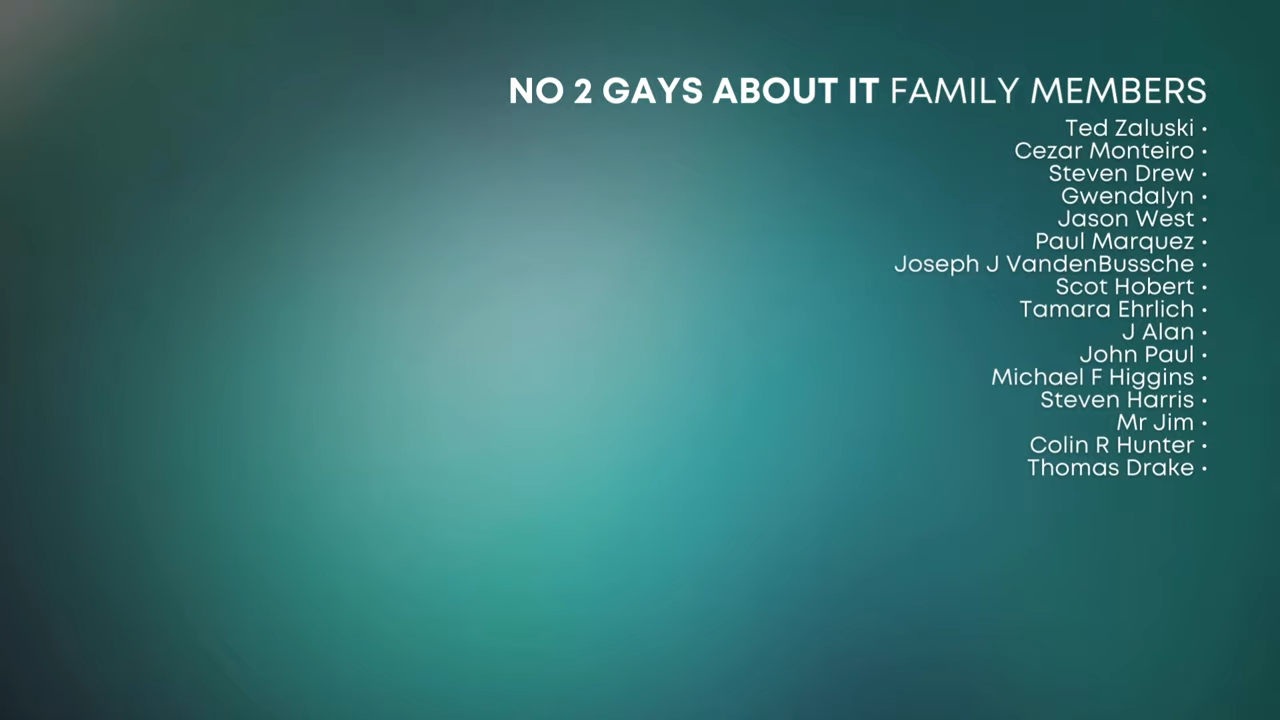 NO 2 GAYS ABOUT IT FAMILY MEMBERS
Ted Zaluski •
Cezar Monteiro •
Steven Drew •
Gwendalyn •
Jason West •
Paul Marquez •
Joseph J VandenBussche •
Scot Hobert •
Tamara Ehrlich •
J Alan •
John Paul •
Michael F Higgins •
Steven Harris •
Mr Jim •
Colin R Hunter •
Thomas Drake •